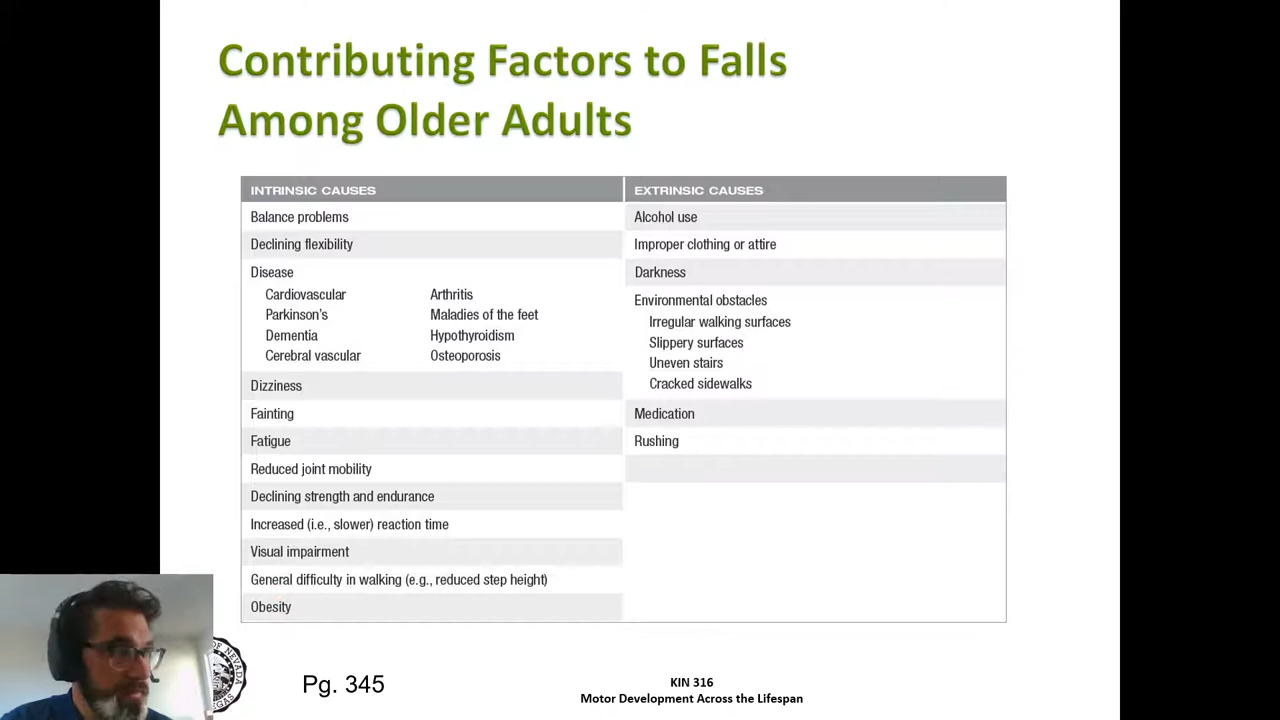 Contributing Factors to Falls
Among Older Adults
INTRINSIC CAUSES
Balance problems
Declining flexibility
Disease
Cardiovascular Arthritis
Parkinson's Maladies of the feet
Dementia Hypothyroidism
Cerebral vascular Osteoporosis
Dizziness
Fainting
Fatigue
Reduced joint mobility
Declining strength and endurance
Increased (i.e., slower) reaction time
Visual impairment
General difficulty in walking (e.g., reduced step height)
Obesity
EXTRINSIC CAUSES
Alcohol use
Improper clothing or attire
Darkness
Environmental obstacles
Irregular walking surfaces
Slippery surfaces
Uneven stairs
Cracked sidewalks
Medication
Rushing
OF NEVADA
Pg. 345
KIN 316
Motor Development Across the Lifespan